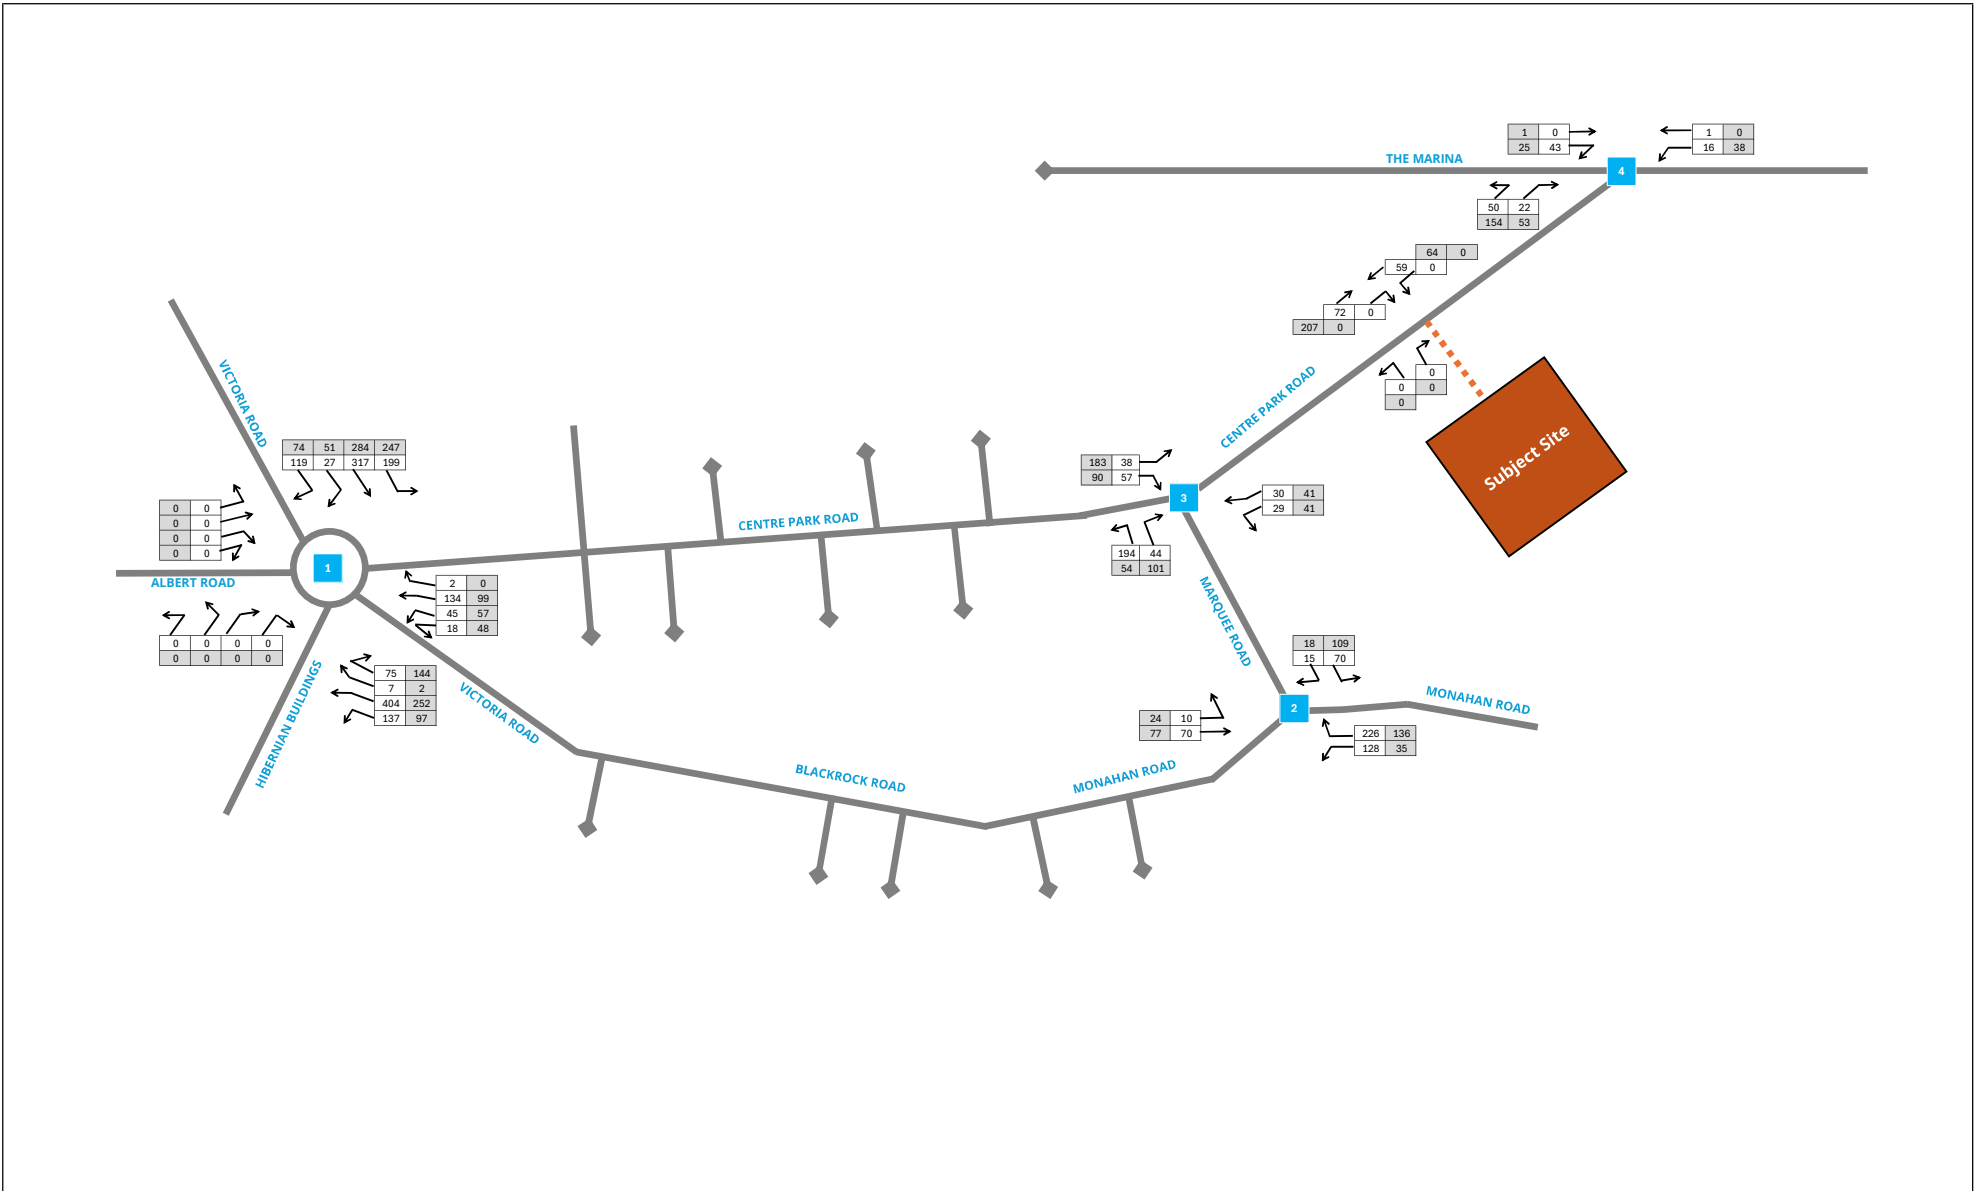 1 0
25 43
1 0
16 38
THE MARINA
4
50 22
154 53
64 0
59 0
72 0
207 0
0
0 0
0
CENTRE PARK ROAD
Subject Site
VICTORIA ROAD
74 51 284 247
119 27 317 199
0 0
0 0
0 0
0 0
1
ALBERT ROAD
0 0 0 0
0 0 0 0
HIBERNIAN BUILDINGS
2 0
134 99
45 57
18 48
75 144
7 2
404 252
137 97
VICTORIA ROAD
CENTRE PARK ROAD
183 38
90 57
3
30 41
29 41
194 44
54 101
MARQUEE ROAD
18 109
15 70
24 10
77 70
2
MONAHAN ROAD
226 136
128 35
BLACKROCK ROAD
MONAHAN ROAD